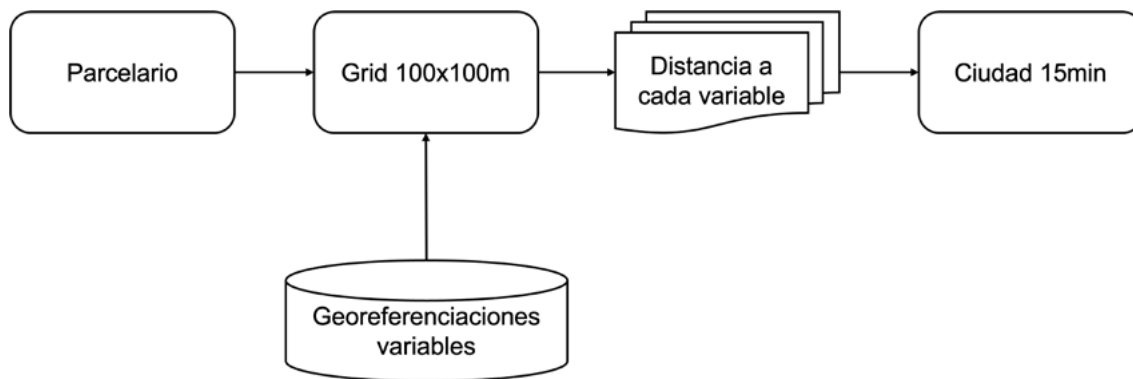 Parcelario
Grid 100x100m
Distancia a
cada variable
Ciudad 15min
Georeferenciaciones
variables